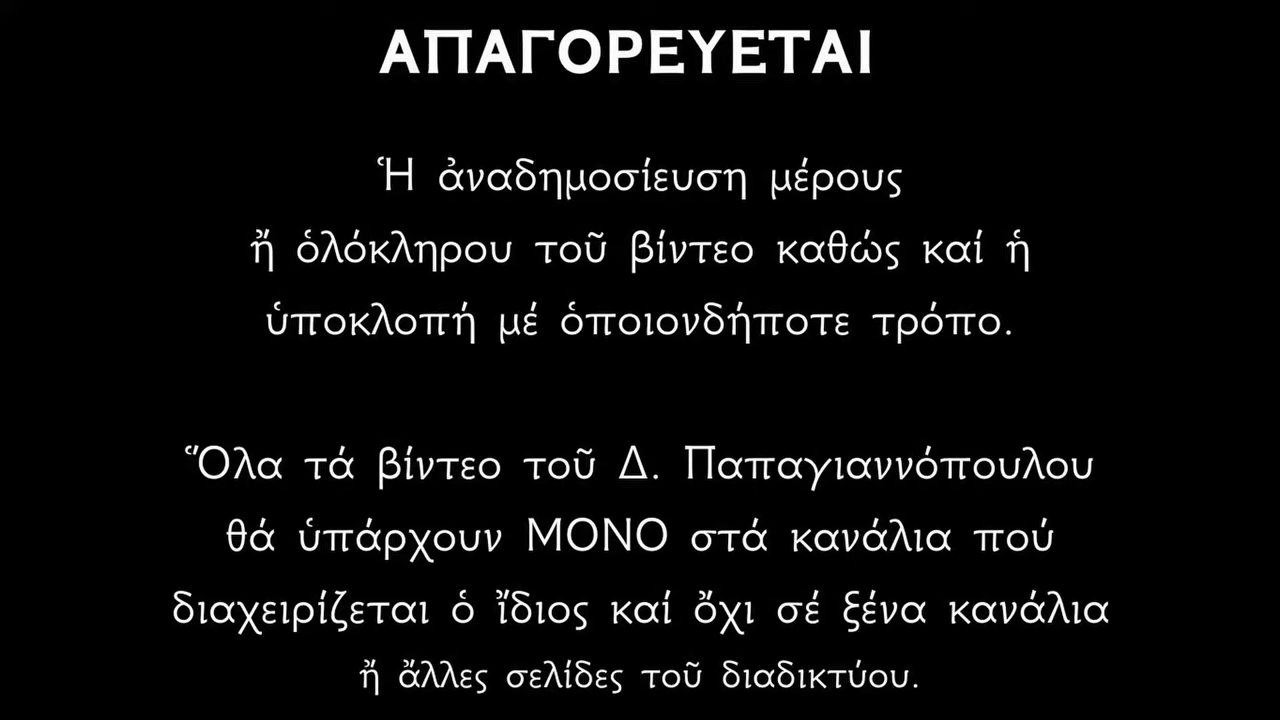 ΑΠΑΓΟΡΕΥΕΤΑΙ
Ἡ ἀναδημοσίευση μέρους
ἤ ὁλόκληρου τοῦ βίντεο καθώς καί ἡ
ὑποκλοπή μέ ὁποιονδήποτε τρόπο.
Ὅλα τά βίντεο τοῦ Δ. Παπαγιαννόπουλου
θά ὑπάρχουν ΜΟΝΟ στά κανάλια πού
διαχειρίζεται ὁ ἴδιος καί ὄχι σέ ξένα κανάλια
ἤ ἄλλες σελίδες τοῦ διαδικτύου.